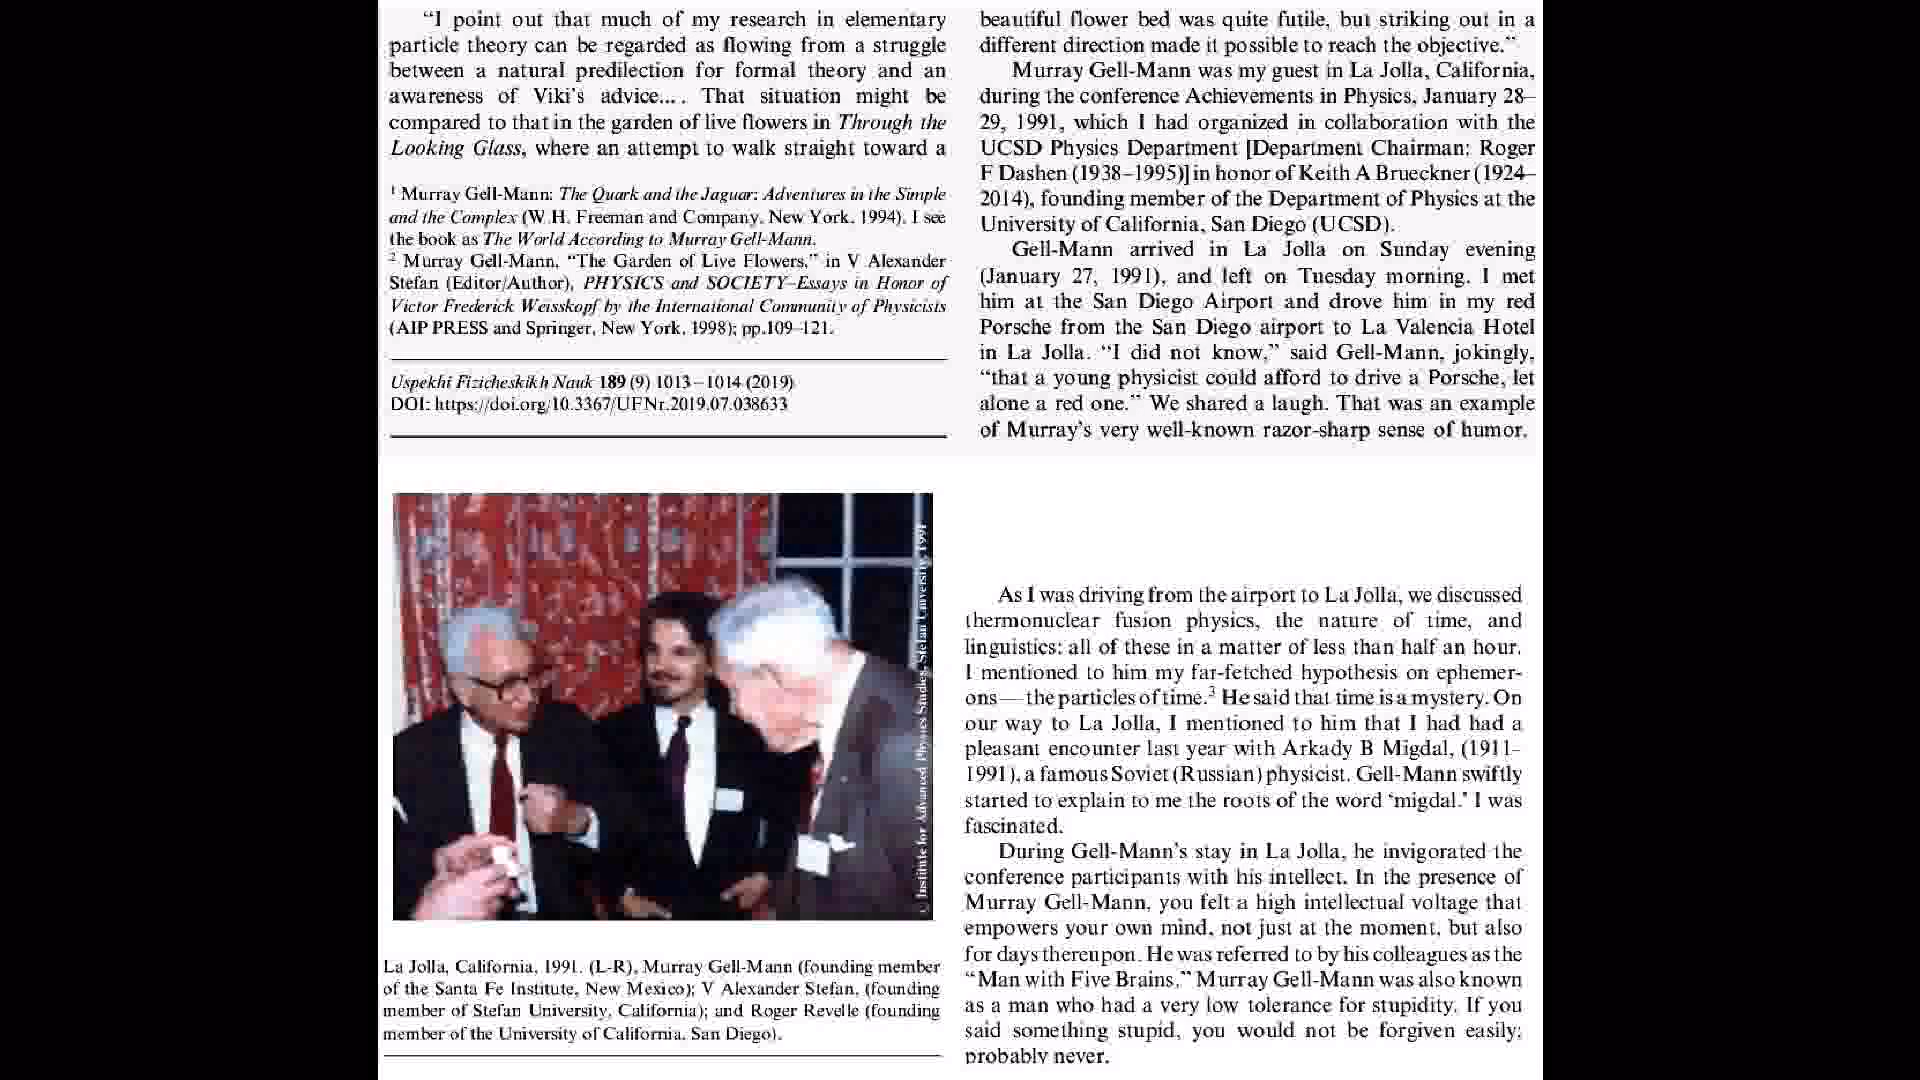 “I point out that much of my research in elementary
particle theory can be regarded as flowing from a struggle
between a natural predilection for formal theory and an
awareness of Viki’s advice... . That situation might be
compared to that in the garden of live flowers in Through the
Looking Glass, where an attempt to walk straight toward a
1 Murray Gell-Mann: The Quark and the Jaguar: Adventures in the Simple
and the Complex (W.H. Freeman and Company, New York, 1994). I see
the book as The World According to Murray Gell-Mann.
2 Murray Gell-Mann, “The Garden of Live Flowers,” in V Alexander
Stefan (Editor/Author), PHYSICS and SOCIETY–Essays in Honor of
Victor Frederick Weisskopf by the International Community of Physicists
(AIP PRESS and Springer, New York, 1998); pp.109–121.
Uspekhi Fizicheskikh Nauk 189 (9) 1013–1014 (2019)
DOI: https://doi.org/10.3367/UFNr.2019.07.038633
beautiful flower bed was quite futile, but striking out in a
different direction made it possible to reach the objective.”
Murray Gell-Mann was my guest in La Jolla, California,
during the conference Achievements in Physics, January 28–
29, 1991, which I had organized in collaboration with the
UCSD Physics Department [Department Chairman: Roger
F Dashen (1938–1995)] in honor of Keith A Brueckner (1924–
2014), founding member of the Department of Physics at the
University of California, San Diego (UCSD).
Gell-Mann arrived in La Jolla on Sunday evening
(January 27, 1991), and left on Tuesday morning. I met
him at the San Diego Airport and drove him in my red
Porsche from the San Diego airport to La Valencia Hotel
in La Jolla. “I did not know,” said Gell-Mann, jokingly,
“that a young physicist could afford to drive a Porsche, let
alone a red one.” We shared a laugh. That was an example
of Murray’s very well-known razor-sharp sense of humor.
© Institute for Advanced Physics Studies, Stefan University, 1991
La Jolla, California, 1991. (L-R), Murray Gell-Mann (founding member
of the Santa Fe Institute, New Mexico); V Alexander Stefan, (founding
member of Stefan University, California); and Roger Revelle (founding
member of the University of California, San Diego).
As I was driving from the airport to La Jolla, we discussed
thermonuclear fusion physics, the nature of time, and
linguistics: all of these in a matter of less than half an hour.
I mentioned to him my far-fetched hypothesis on ephemer-
ons — the particles of time.3 He said that time is a mystery. On
our way to La Jolla, I mentioned to him that I had had a
pleasant encounter last year with Arkady B Migdal, (1911–
1991), a famous Soviet (Russian) physicist. Gell-Mann swiftly
started to explain to me the roots of the word ‘migdal.’ I was
fascinated.
During Gell-Mann’s stay in La Jolla, he invigorated the
conference participants with his intellect. In the presence of
Murray Gell-Mann, you felt a high intellectual voltage that
empowers your own mind, not just at the moment, but also
for days thereupon. He was referred to by his colleagues as the
“Man with Five Brains.” Murray Gell-Mann was also known
as a man who had a very low tolerance for stupidity. If you
said something stupid, you would not be forgiven easily;
probably never.